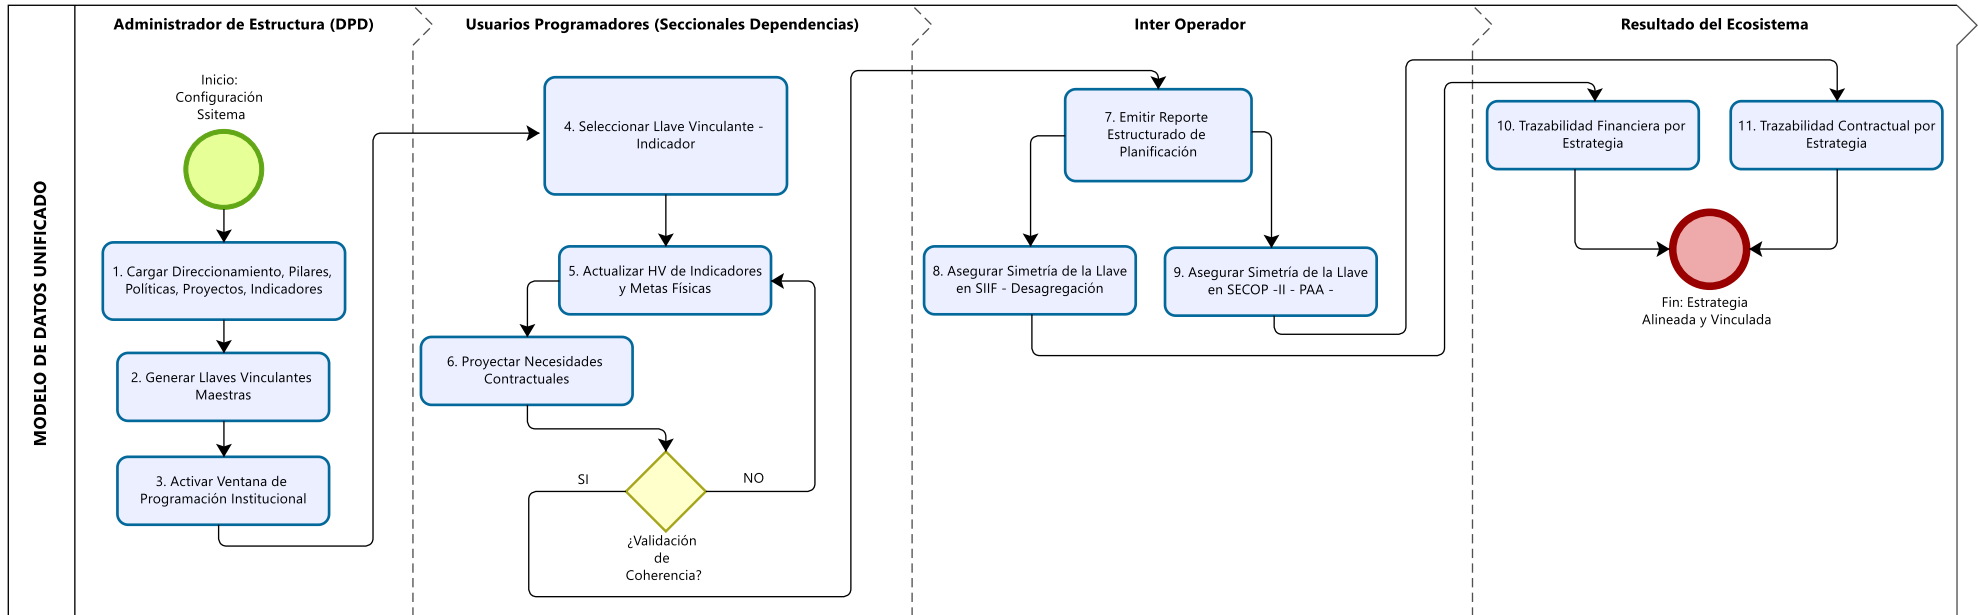 MODELO DE DATOS UNIFICADO
Administrador de Estructura (DPD)
Usuarios Programadores (Seccionales Dependencias)
Inter Operador
Resultado del Ecosistema
Inicio:
Configuración
Ssitema
1. Cargar Direccionamiento, Pilares,
Políticas, Proyectos, Indicadores
2. Generar Llaves Vinculantes
Maestras
3. Activar Ventana de
Programación Institucional
4. Seleccionar Llave Vinculante -
Indicador
5. Actualizar HV de Indicadores
y Metas Físicas
6. Proyectar Necesidades
Contractuales
SI
NO
¿Validación
de
Coherencia?
7. Emitir Reporte
Estructurado de
Planificación
8. Asegurar Simetría de la Llave
en SIIF - Desagregación
9. Asegurar Simetría de la Llave
en SECOP -II - PAA -
10. Trazabilidad Financiera por
Estrategia
11. Trazabilidad Contractual por
Estrategia
Fin: Estrategia
Alineada y Vinculada